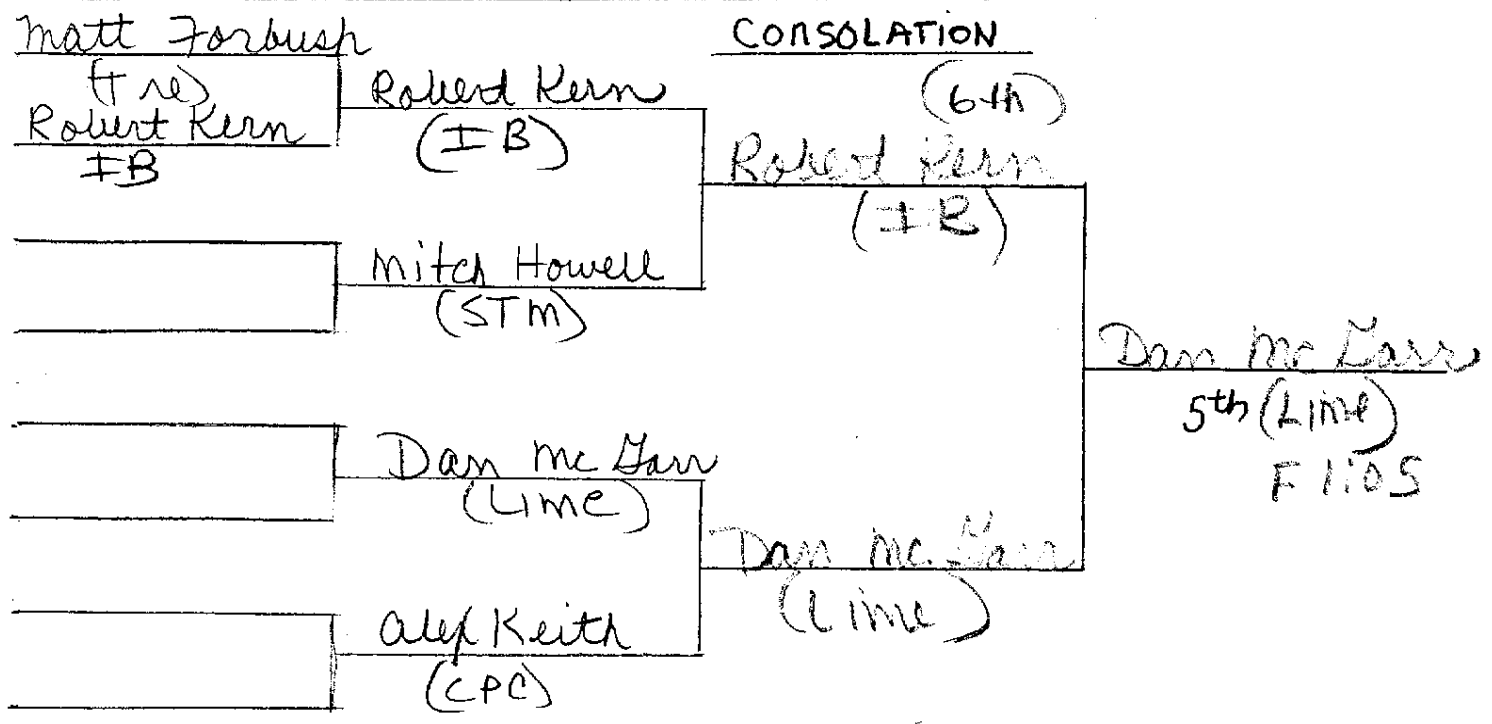 Matt Forbush
(Tre)
Robert Kern
IB
Robert Kern
(IB)
Mitch Howell
(STM)
Dan McGarr
(Lime)
Alex Keith
(CPC)
CONSOLATION
(6th)
Robert Kern
(IB)
Dan McGarr
(Lime)
Dan McGarr
5th (Lime)
F 1:05